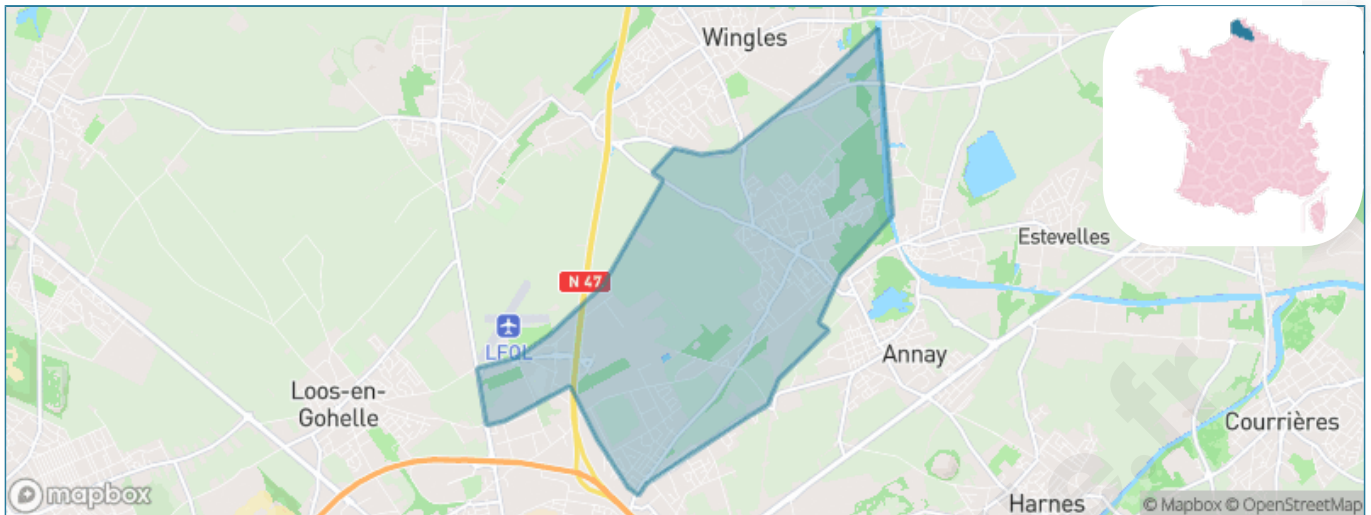 Wingles
N 47
Estevelles
LFQL
Annay
Loos-en-
Gohelle
Courrières
Harnes
mapbox
© Mapbox © OpenStreetMap